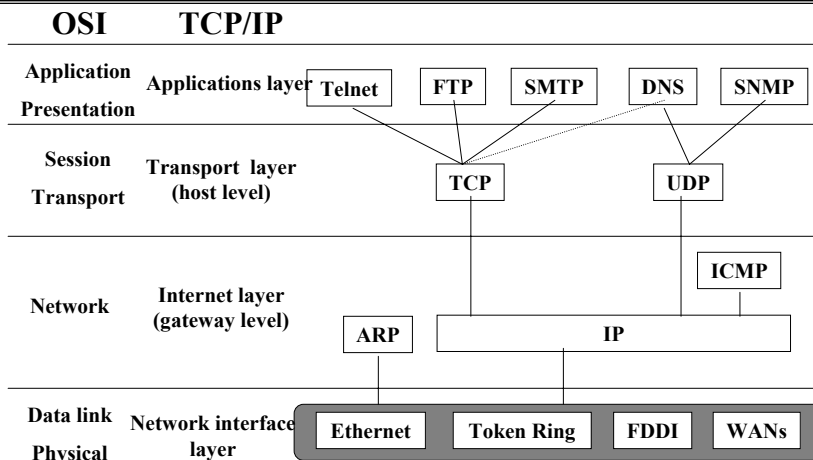 OSI TCP/IP
Application
Presentation
Applications layer
Telnet FTP SMTP DNS SNMP
Session
Transport
Transport layer
(host level)
TCP UDP
Network
Internet layer
(gateway level)
ICMP
ARP IP
Data link
Physical
Network interface
layer
Ethernet Token Ring FDDI WANs